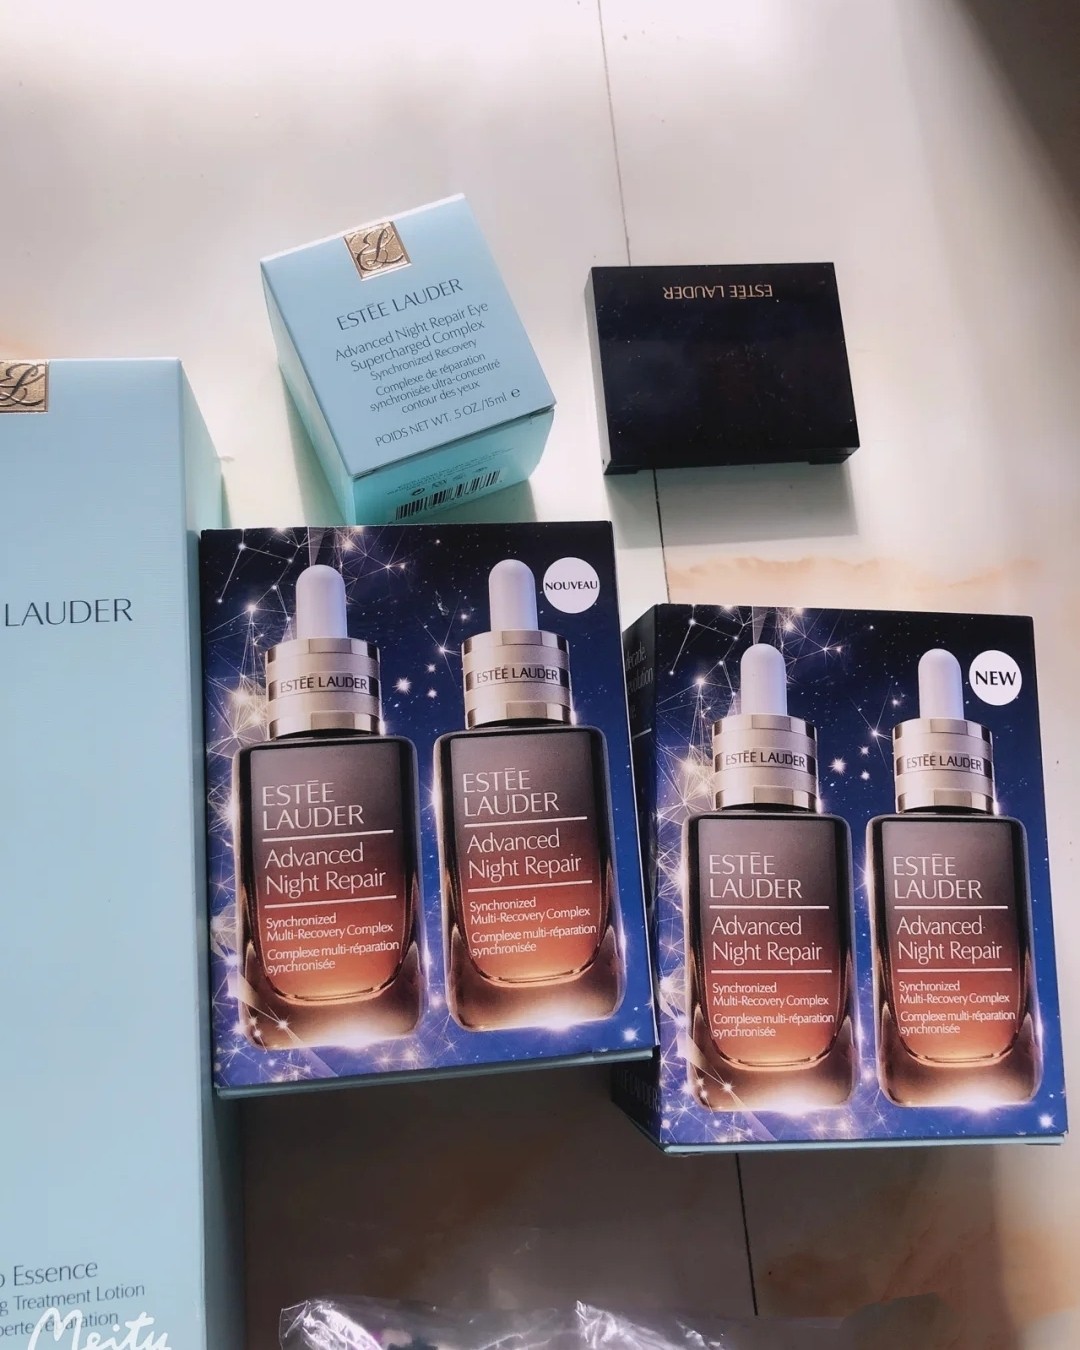 ESTĒE LAUDER
Advanced Night Repair Eye
Supercharged Complex
Synchronized Recovery
Complexe de réparation
synchronisée ultra-concentré
contour des yeux
POIDS NET WT. .5 OZ./15ml e
ESTĒE LAUDER
LAUDER
Essence
Treatment Lotion
Meitu
NOUVEAU
ESTĒE LAUDER
ESTĒE
LAUDER
Advanced
Night Repair
Synchronized
Multi-Recovery Complex
Complexe multi-réparation
synchronisée
ESTĒE LAUDER
ESTĒE
LAUDER
Advanced
Night Repair
Synchronized
Multi-Recovery Complex
Complexe multi-réparation
synchronisée
NEW
ESTĒE LAUDER
ESTĒE
LAUDER
Advanced
Night Repair
Synchronized
Multi-Recovery Complex
Complexe multi-réparation
synchronisée
ESTĒE LAUDER
ESTĒE
LAUDER
Advanced
Night Repair
Synchronized
Multi-Recovery Complex
Complexe multi-réparation
synchronisée